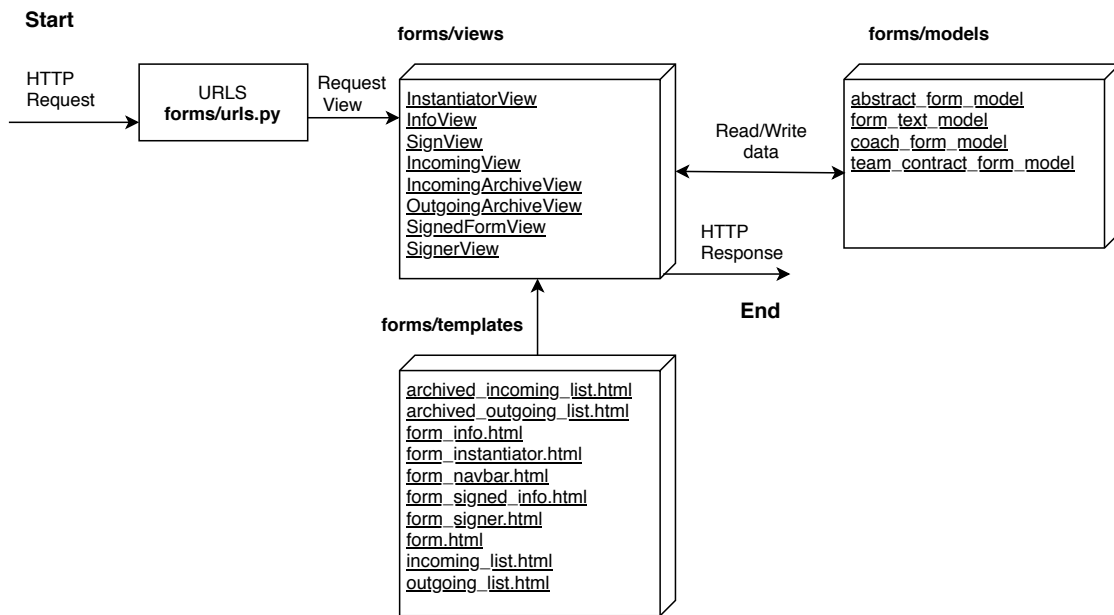 Start
HTTP
Request
URLS
forms/urls.py
Request
View
forms/views
InstantiatorView
InfoView
SignView
IncomingView
IncomingArchiveView
OutgoingArchiveView
SignedFormView
SignerView
Read/Write
data
forms/models
abstract_form_model
form_text_model
coach_form_model
team_contract_form_model
HTTP
Response
End
forms/templates
archived_incoming_list.html
archived_outgoing_list.html
form_info.html
form_instantiator.html
form_navbar.html
form_signed_info.html
form_signer.html
form.html
incoming_list.html
outgoing_list.html